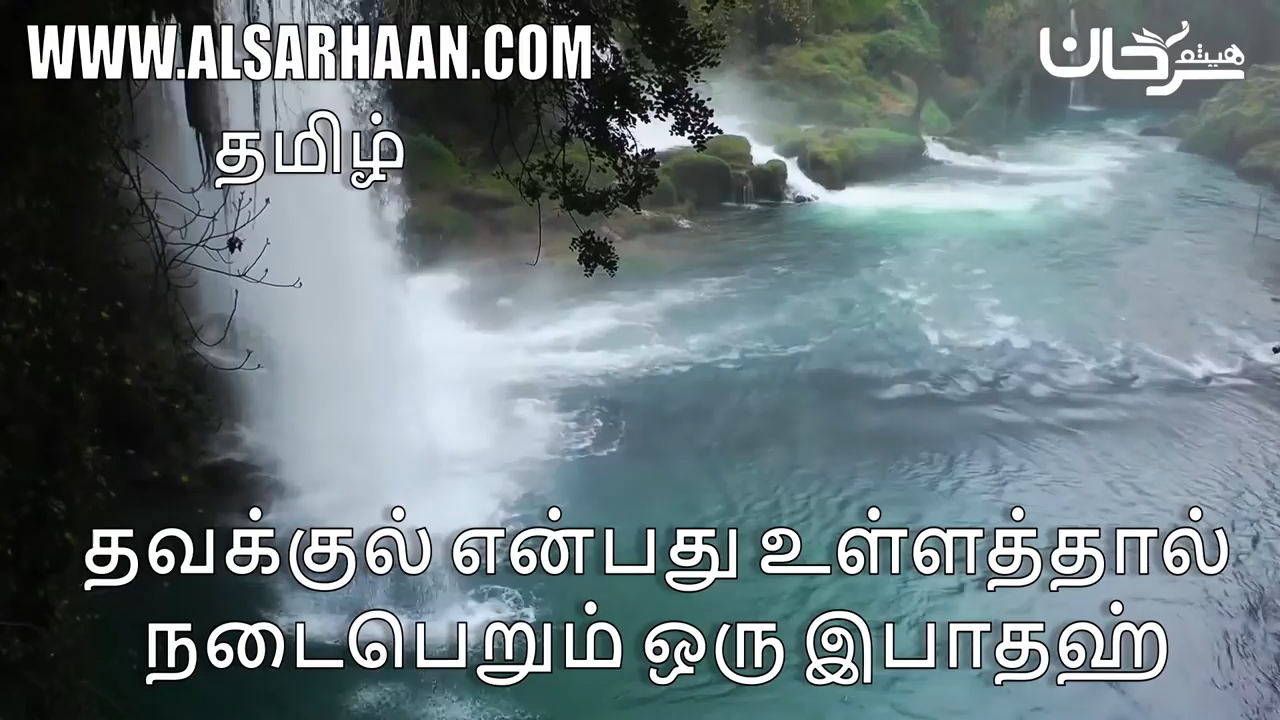 WWW.ALSARHAAN.COM
هيثم سرحان
தமிழ்
தவக்குல் என்பது உள்ளத்தால்
நடைபெறும் ஒரு இபாதஹ்